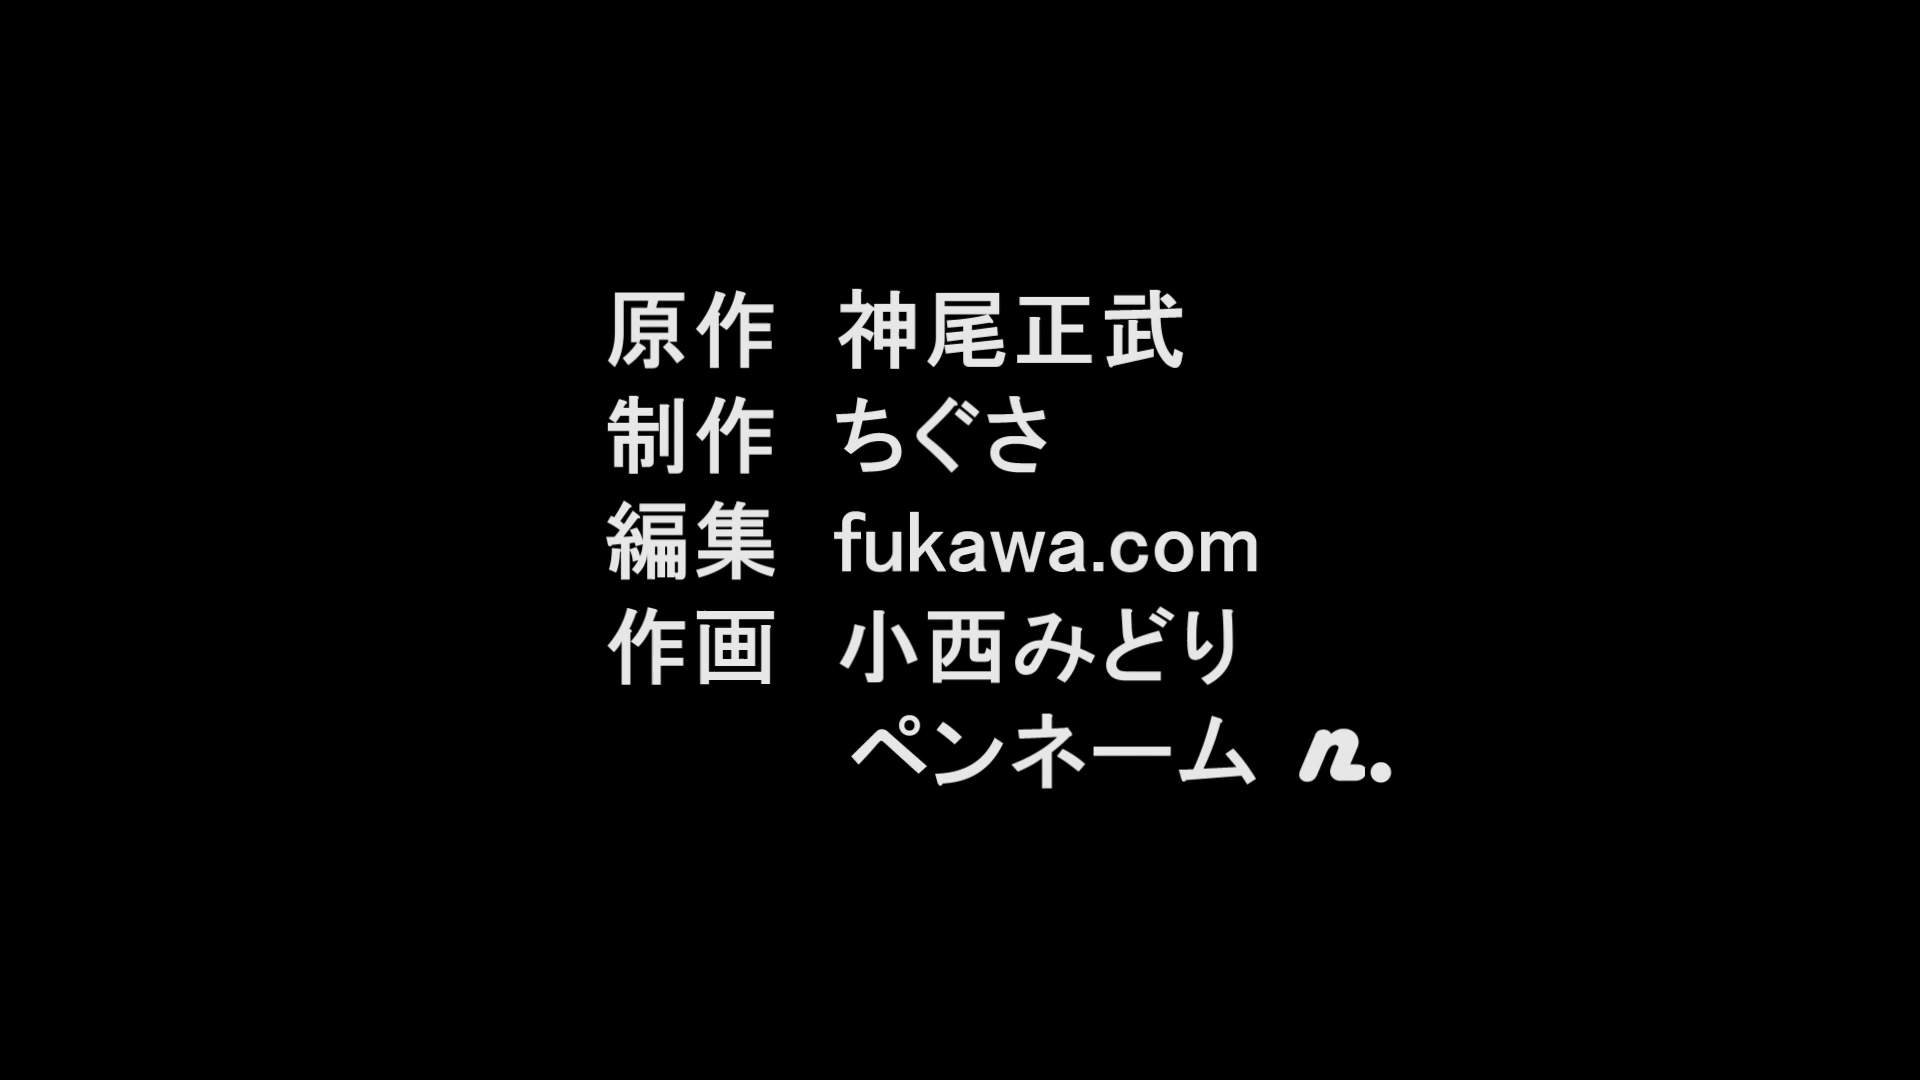 原作　神尾正武
制作　ちぐさ
編集　fukawa.com
作画　小西みどり
ペンネーム n.